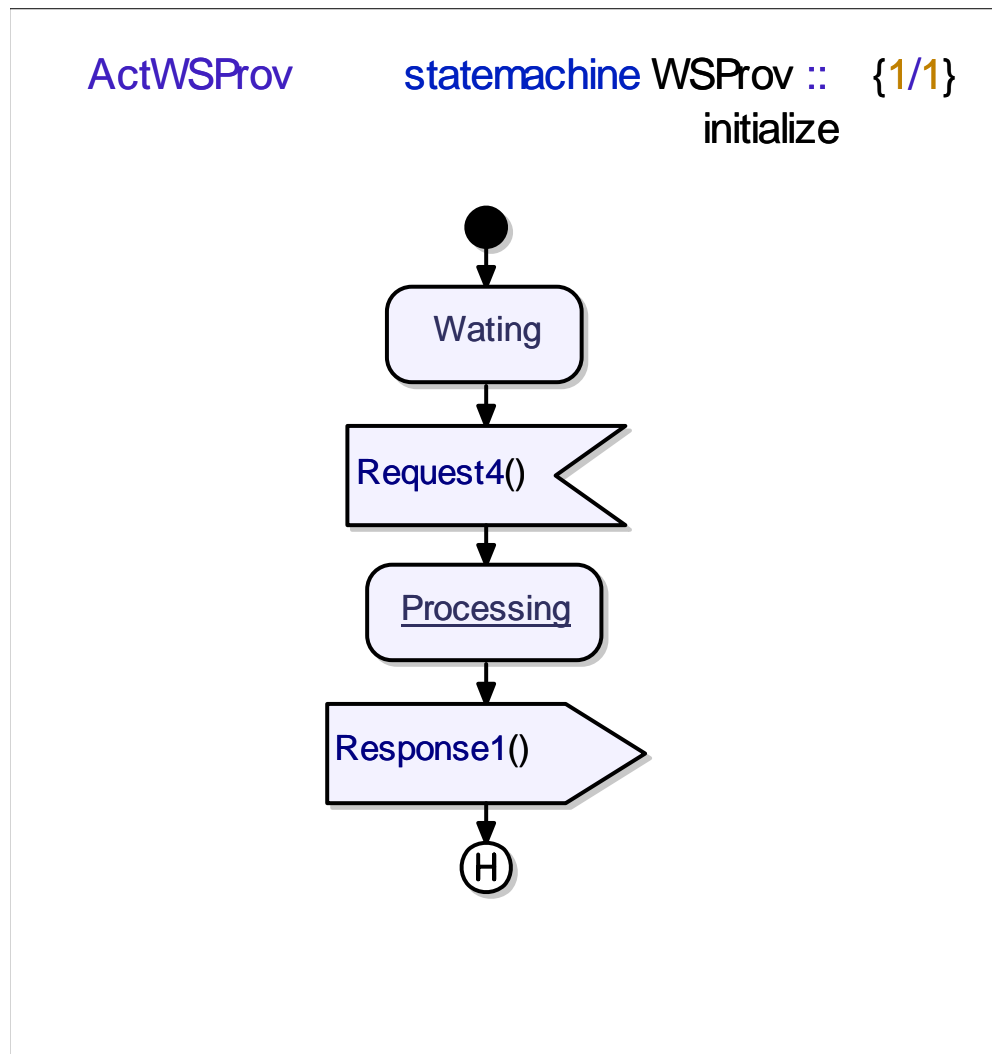 ActWSProv statemachine WSProv :: {1/1}
initialize
Wating
Request4()
Processing
Response1()
H